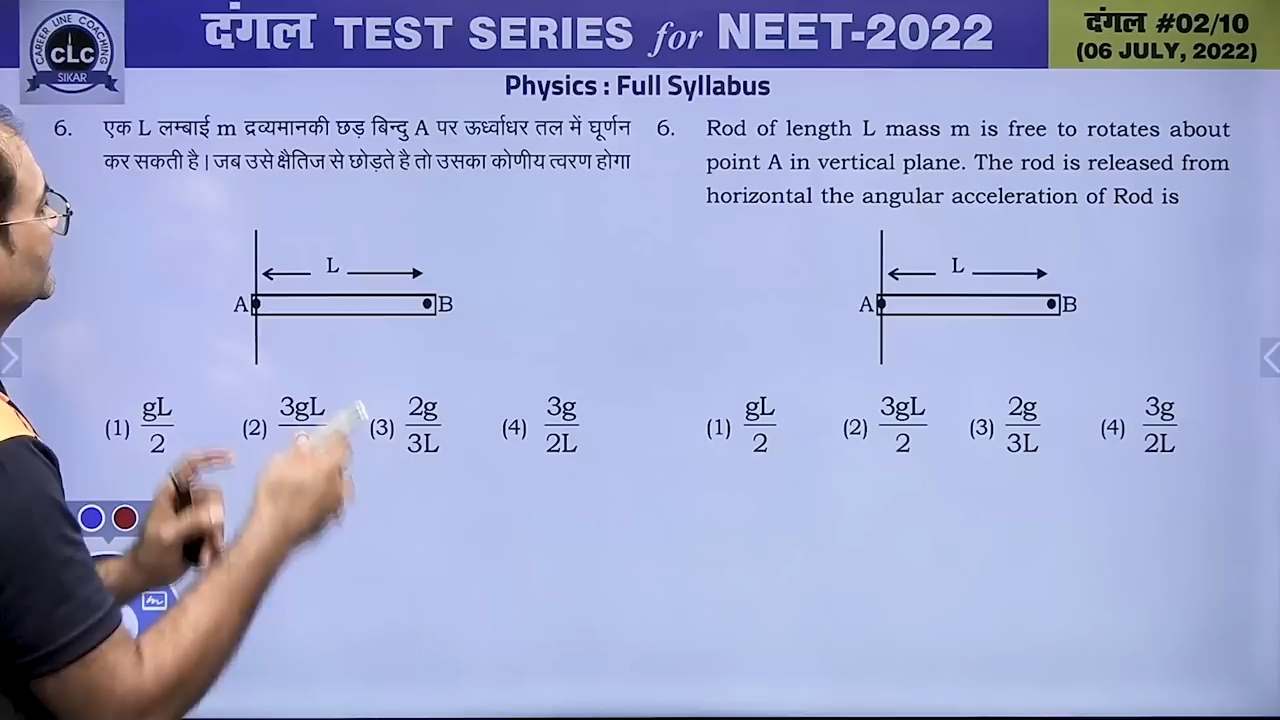 दंगल TEST SERIES for NEET-2022
दंगल #02/10
(06 JULY, 2022)
CAREER LINE COACHING
CLC
SIKAR
Physics : Full Syllabus
6. एक L लम्बाई m द्रव्यमानकी छड़ बिन्दु A पर ऊर्ध्वाधर तल में घूर्णन
कर सकती है। जब उसे क्षैतिज से छोड़ते है तो उसका कोणीय त्वरण होगा
L
A B
(1) gL/2 (2) 3gL (3) 2g/3L (4) 3g/2L
6. Rod of length L mass m is free to rotates about
point A in vertical plane. The rod is released from
horizontal the angular acceleration of Rod is
L
A B
(1) gL/2 (2) 3gL/2 (3) 2g/3L (4) 3g/2L